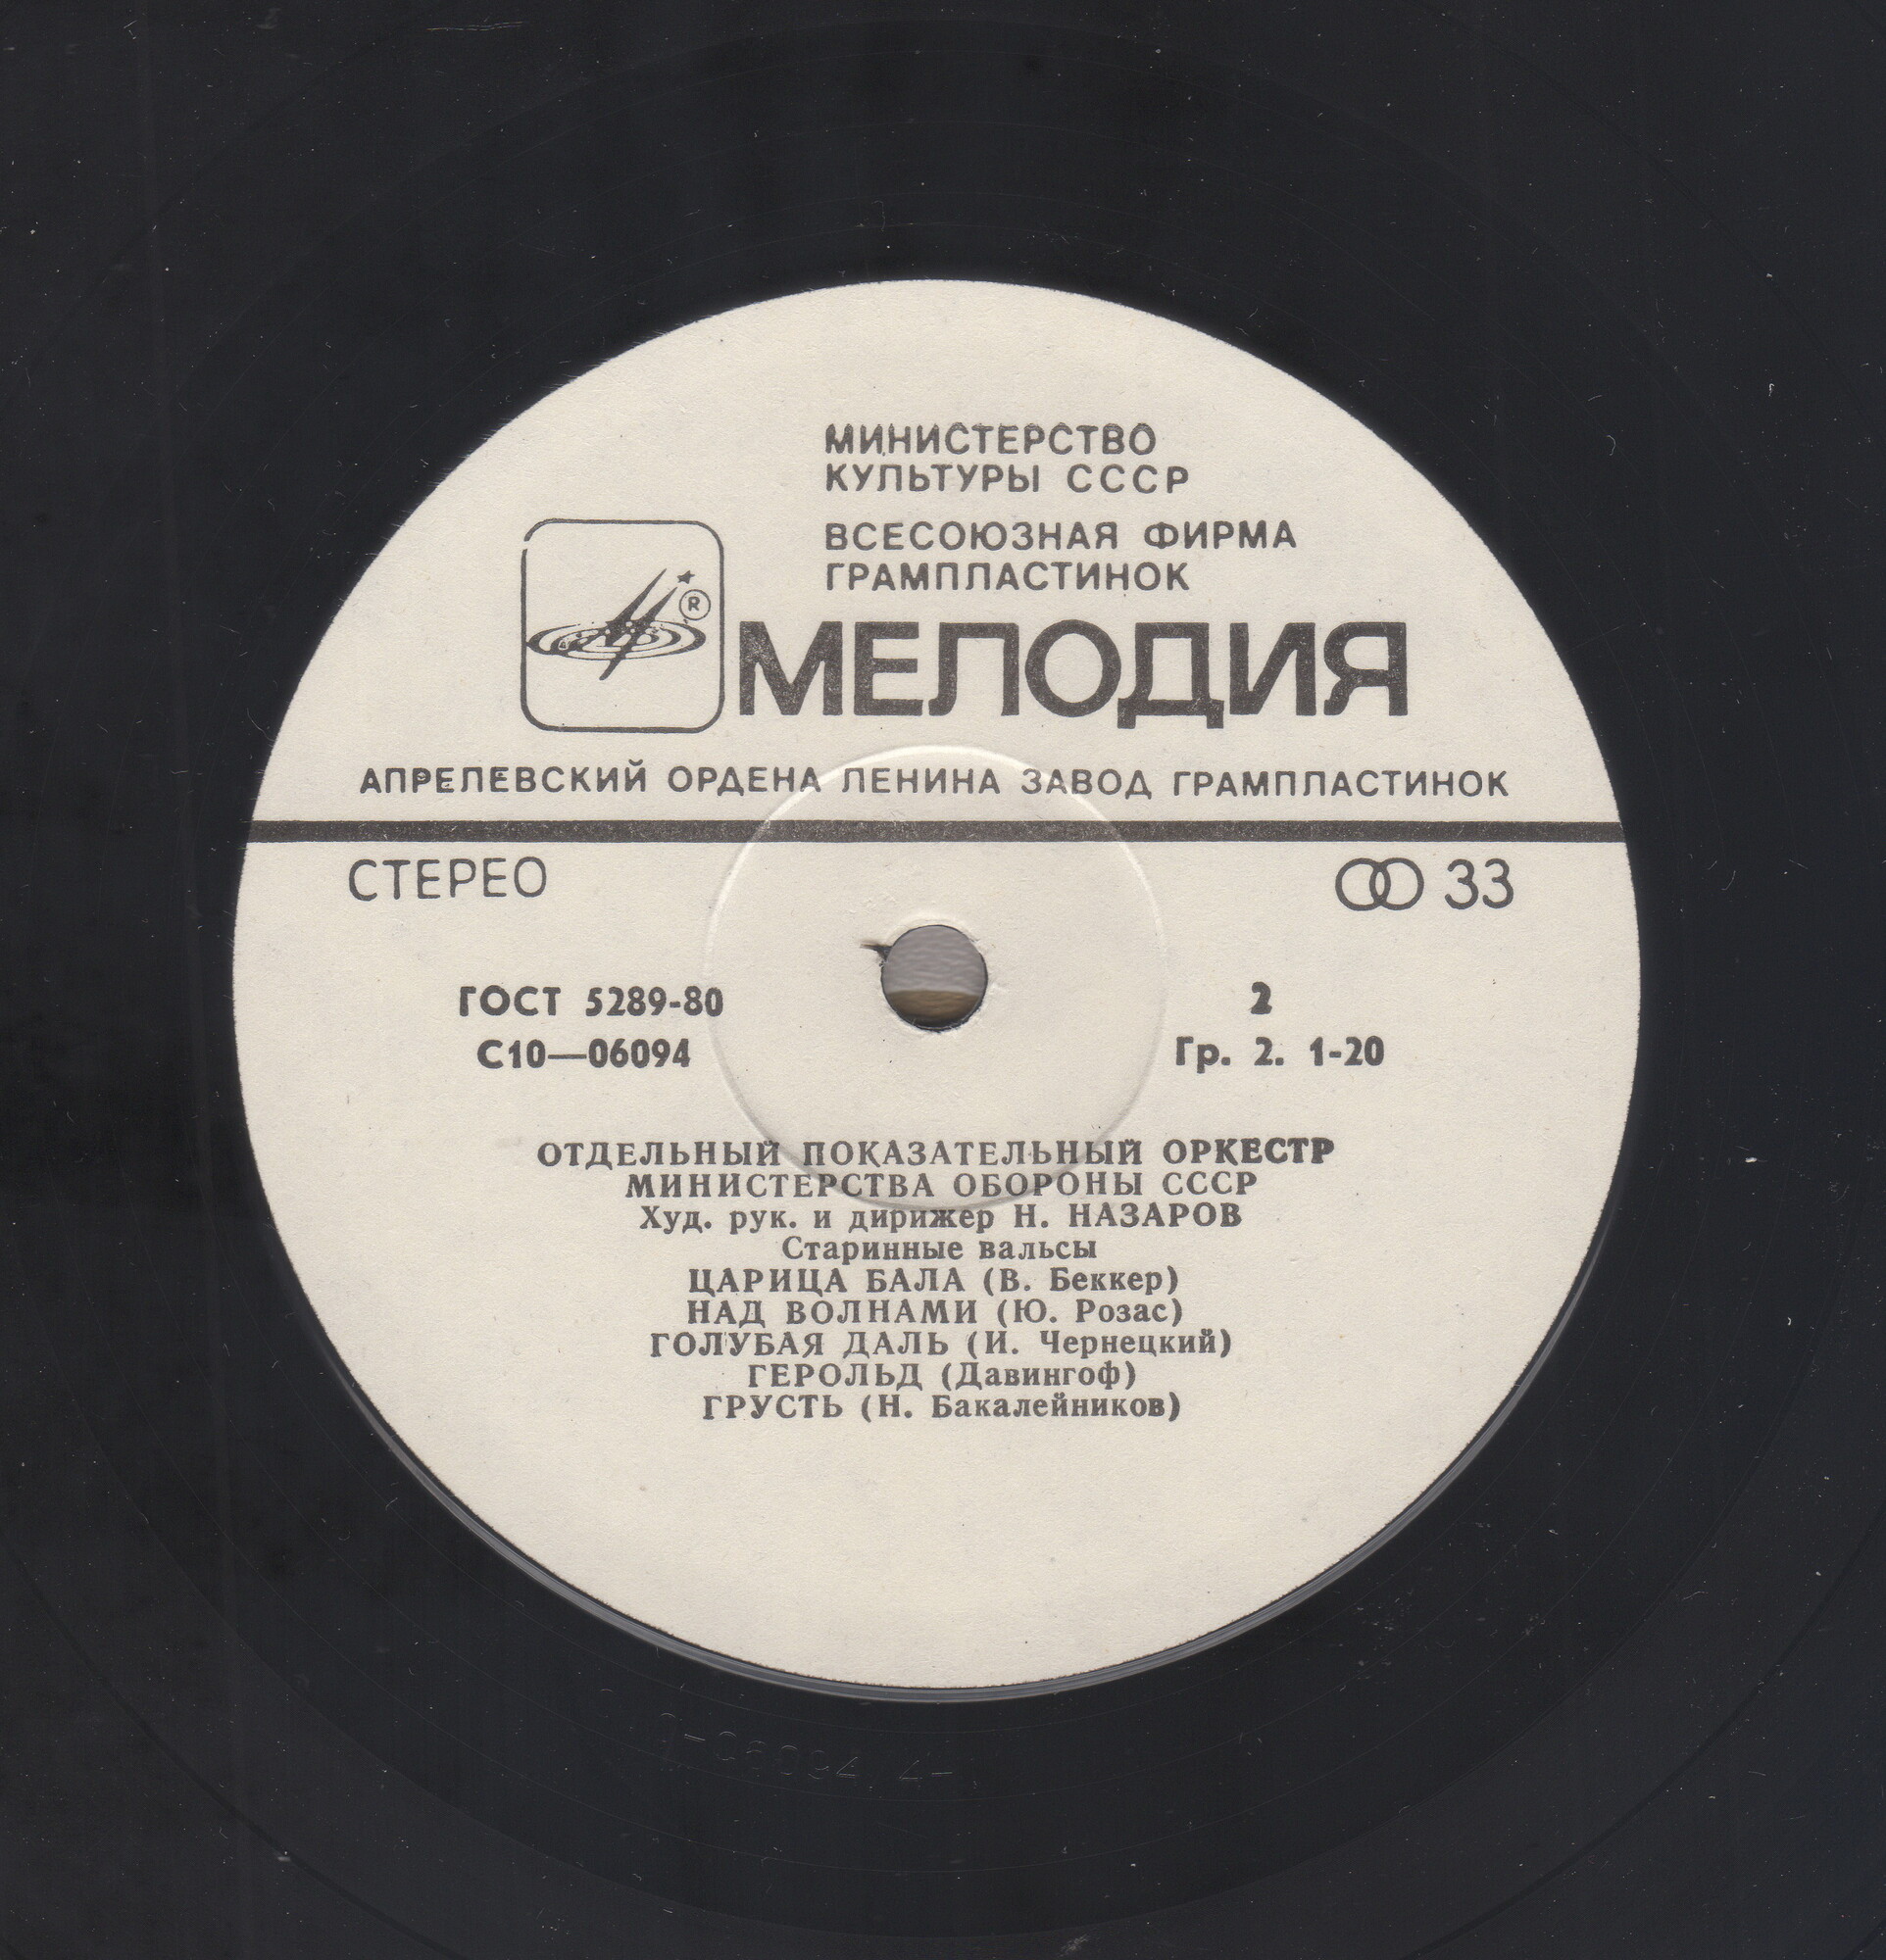 МИНИСТЕРСТВО
КУЛЬТУРЫ СССР
ВСЕСОЮЗНАЯ ФИРМА
ГРАМПЛАСТИНОК
®
МЕЛОДИЯ
АПРЕЛЕВСКИЙ ОРДЕНА ЛЕНИНА ЗАВОД ГРАМПЛАСТИНОК
СТЕРЕО
33
ГОСТ 5289-80
2
С10—06094
Гр. 2. 1-20
ОТДЕЛЬНЫЙ ПОКАЗАТЕЛЬНЫЙ ОРКЕСТР
МИНИСТЕРСТВА ОБОРОНЫ СССР
Худ. рук. и дирижер Н. НАЗАРОВ
Старинные вальсы
ЦАРИЦА БАЛА (В. Беккер)
НАД ВОЛНАМИ (Ю. Розас)
ГОЛУБАЯ ДАЛЬ (И. Чернецкий)
ГЕРОЛЬД (Давингоф)
ГРУСТЬ (Н. Бакалейников)